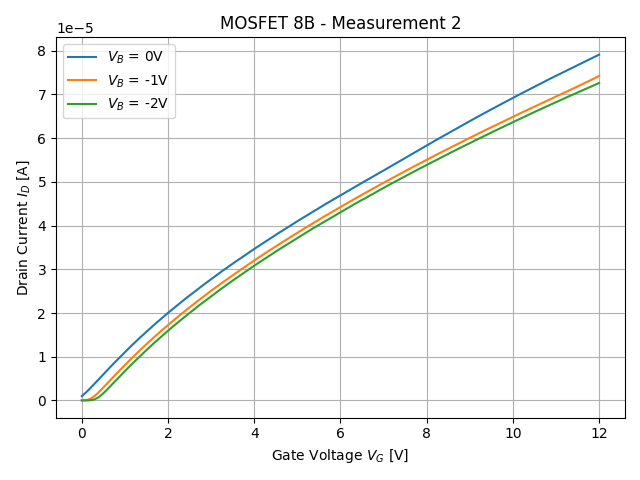 MOSFET 8B - Measurement 2
1e−5
V_B = 0V
V_B = -1V
V_B = -2V
Drain Current I_D [A]
8
7
6
5
4
3
2
1
0
0 2 4 6 8 10 12
Gate Voltage V_G [V]